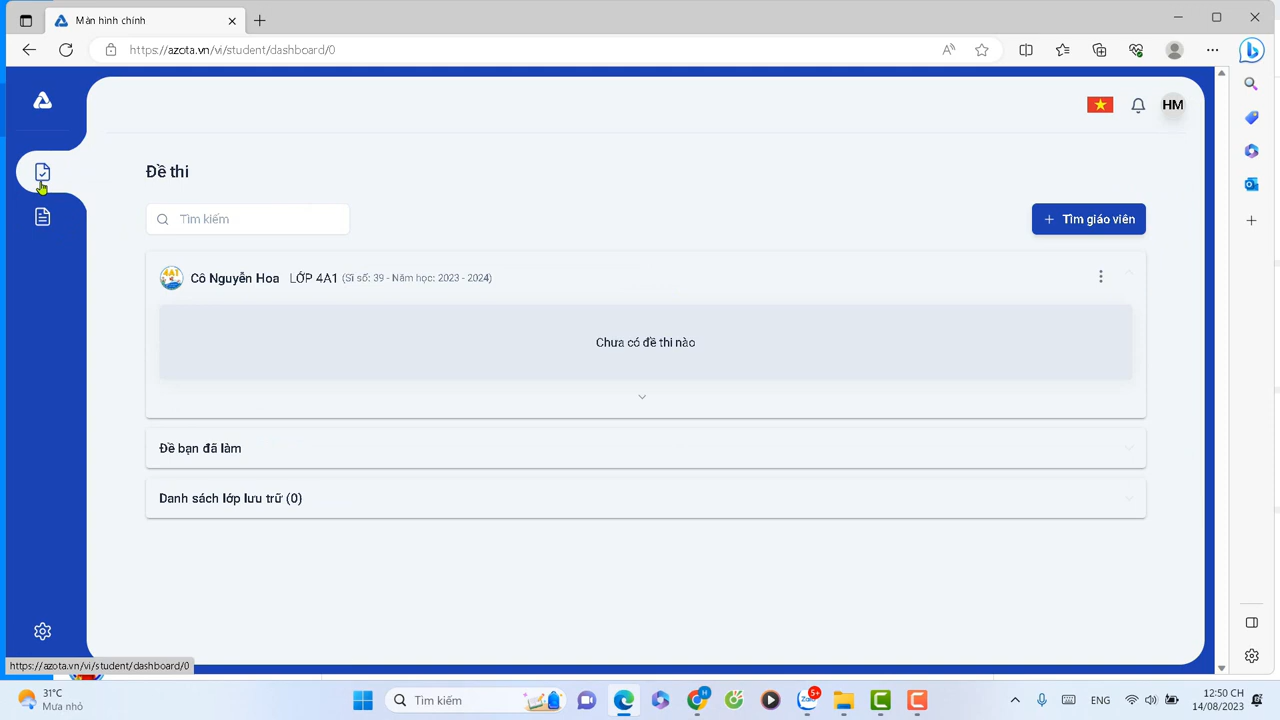 Màn hình chính
https://azota.vn/vi/student/dashboard/0
HM
Đề thi
Tìm kiếm
Tìm giáo viên
Cô Nguyễn Hoa LỚP 4A1 (Sĩ số: 39 - Năm học: 2023 - 2024)
Chưa có đề thi nào
Đề bạn đã làm
Danh sách lớp lưu trữ (0)
https://azota.vn/vi/student/dashboard/0
31°C
Mưa nhỏ
Tìm kiếm
H
5+
ENG
12:50 CH
14/08/2023